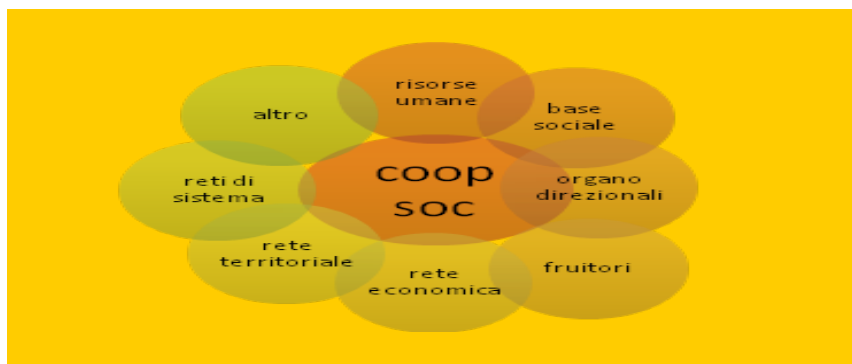 risorse
umane
base
sociale
organo
direzionali
fruitori
rete
economica
rete
territoriale
reti di
sistema
altro
coop
soc